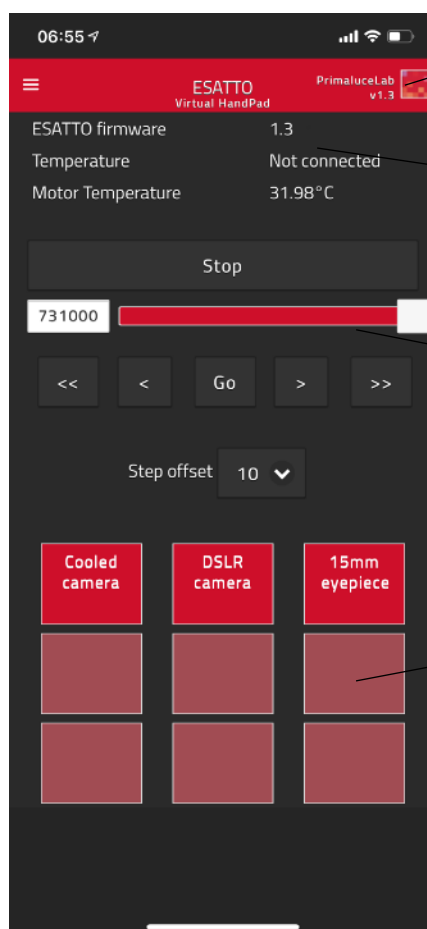 06:55
ESATTO
Virtual HandPad
PrimaluceLab
v1.3
ESATTO firmware 1.3
Temperature Not connected
Motor Temperature 31.98°C
Stop
731000
<< < Go > >>
Step offset 10
Cooled camera
DSLR camera
15mm eyepiece